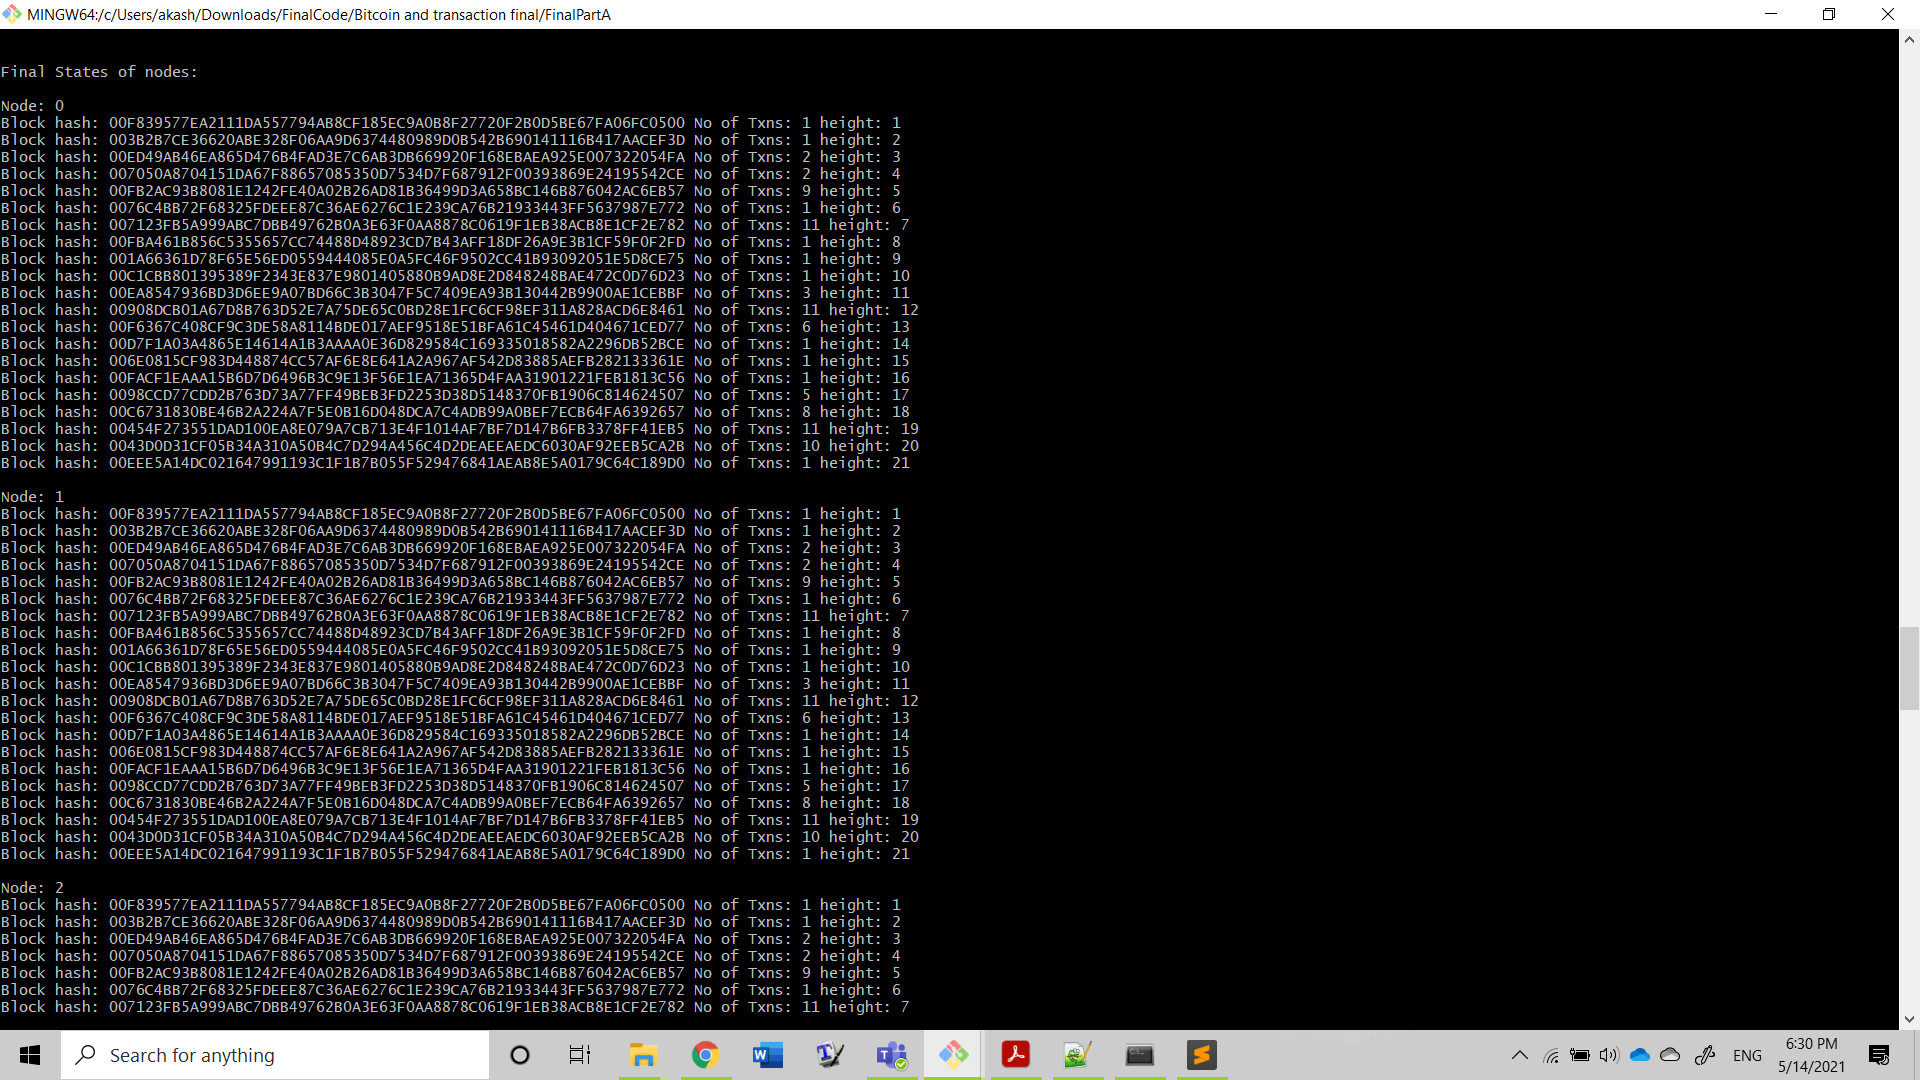 MINGW64:/c/Users/akash/Downloads/FinalCode/Bitcoin and transaction final/FinalPartA
Final States of nodes:
Node: 0
Block hash: 00F839577EA2111DA557794AB8CF185EC9A0B8F27720F2B0D5BE67FA06FC0500 No of Txns: 1 height: 1
Block hash: 003B2B7CE36620ABE328F06AA9D6374480989D0B542B690141116B417AACEF3D No of Txns: 1 height: 2
Block hash: 00ED49AB46EA865D476B4FAD3E7C6AB3DB669920F168EBAEA925E007322054FA No of Txns: 2 height: 3
Block hash: 007050A8704151DA67F88657085350D7534D7F687912F00393869E24195542CE No of Txns: 2 height: 4
Block hash: 00FB2AC93B8081E1242FE40A02B26AD81B36499D3A658BC146B876042AC6EB57 No of Txns: 9 height: 5
Block hash: 0076C4BB72F68325FDEEE87C36AE6276C1E239CA76B21933443FF5637987E772 No of Txns: 1 height: 6
Block hash: 007123FB5A999ABC7DBB49762B0A3E63F0AA8878C0619F1EB38ACB8E1CF2E782 No of Txns: 11 height: 7
Block hash: 00FBA461B856C5355657CC74488D48923CD7B43AFF18DF26A9E3B1CF59F0F2FD No of Txns: 1 height: 8
Block hash: 001A66361D78F65E56ED0559444085E0A5FC46F9502CC41B93092051E5D8CE75 No of Txns: 1 height: 9
Block hash: 00C1CBB801395389F2343E837E9801405880B9AD8E2D848248BAE472C0D76D23 No of Txns: 1 height: 10
Block hash: 00EA8547936BD3D6EE9A07BD66C3B3047F5C7409EA93B130442B9900AE1CEBBF No of Txns: 3 height: 11
Block hash: 00908DCB01A67D8B763D52E7A75DE65C0BD28E1FC6CF98EF311A828ACD6E8461 No of Txns: 11 height: 12
Block hash: 00F6367C408CF9C3DE58A8114BDE017AEF9518E51BFA61C45461D404671CED77 No of Txns: 6 height: 13
Block hash: 00D7F1A03A4865E14614A1B3AAAA0E36D829584C169335018582A2296DB52BCE No of Txns: 1 height: 14
Block hash: 006E0815CF983D448874CC57AF6E8E641A2A967AF542D83885AEFB282133361E No of Txns: 1 height: 15
Block hash: 00FACF1EAAA15B6D7D6496B3C9E13F56E1EA71365D4FAA31901221FEB1813C56 No of Txns: 1 height: 16
Block hash: 0098CCD77CDD2B763D73A77FF49BEB3FD2253D38D5148370FB1906C814624507 No of Txns: 5 height: 17
Block hash: 00C6731830BE46B2A224A7F5E0B16D048DCA7C4ADB99A0BEF7ECB64FA6392657 No of Txns: 8 height: 18
Block hash: 00454F273551DAD100EA8E079A7CB713E4F1014AF7BF7D147B6FB3378FF41EB5 No of Txns: 11 height: 19
Block hash: 0043D0D31CF05B34A310A50B4C7D294A456C4D2DEAEEAEDC6030AF92EEB5CA2B No of Txns: 10 height: 20
Block hash: 00EEE5A14DC021647991193C1F1B7B055F529476841AEAB8E5A0179C64C189D0 No of Txns: 1 height: 21
Node: 1
Block hash: 00F839577EA2111DA557794AB8CF185EC9A0B8F27720F2B0D5BE67FA06FC0500 No of Txns: 1 height: 1
Block hash: 003B2B7CE36620ABE328F06AA9D6374480989D0B542B690141116B417AACEF3D No of Txns: 1 height: 2
Block hash: 00ED49AB46EA865D476B4FAD3E7C6AB3DB669920F168EBAEA925E007322054FA No of Txns: 2 height: 3
Block hash: 007050A8704151DA67F88657085350D7534D7F687912F00393869E24195542CE No of Txns: 2 height: 4
Block hash: 00FB2AC93B8081E1242FE40A02B26AD81B36499D3A658BC146B876042AC6EB57 No of Txns: 9 height: 5
Block hash: 0076C4BB72F68325FDEEE87C36AE6276C1E239CA76B21933443FF5637987E772 No of Txns: 1 height: 6
Block hash: 007123FB5A999ABC7DBB49762B0A3E63F0AA8878C0619F1EB38ACB8E1CF2E782 No of Txns: 11 height: 7
Block hash: 00FBA461B856C5355657CC74488D48923CD7B43AFF18DF26A9E3B1CF59F0F2FD No of Txns: 1 height: 8
Block hash: 001A66361D78F65E56ED0559444085E0A5FC46F9502CC41B93092051E5D8CE75 No of Txns: 1 height: 9
Block hash: 00C1CBB801395389F2343E837E9801405880B9AD8E2D848248BAE472C0D76D23 No of Txns: 1 height: 10
Block hash: 00EA8547936BD3D6EE9A07BD66C3B3047F5C7409EA93B130442B9900AE1CEBBF No of Txns: 3 height: 11
Block hash: 00908DCB01A67D8B763D52E7A75DE65C0BD28E1FC6CF98EF311A828ACD6E8461 No of Txns: 11 height: 12
Block hash: 00F6367C408CF9C3DE58A8114BDE017AEF9518E51BFA61C45461D404671CED77 No of Txns: 6 height: 13
Block hash: 00D7F1A03A4865E14614A1B3AAAA0E36D829584C169335018582A2296DB52BCE No of Txns: 1 height: 14
Block hash: 006E0815CF983D448874CC57AF6E8E641A2A967AF542D83885AEFB282133361E No of Txns: 1 height: 15
Block hash: 00FACF1EAAA15B6D7D6496B3C9E13F56E1EA71365D4FAA31901221FEB1813C56 No of Txns: 1 height: 16
Block hash: 0098CCD77CDD2B763D73A77FF49BEB3FD2253D38D5148370FB1906C814624507 No of Txns: 5 height: 17
Block hash: 00C6731830BE46B2A224A7F5E0B16D048DCA7C4ADB99A0BEF7ECB64FA6392657 No of Txns: 8 height: 18
Block hash: 00454F273551DAD100EA8E079A7CB713E4F1014AF7BF7D147B6FB3378FF41EB5 No of Txns: 11 height: 19
Block hash: 0043D0D31CF05B34A310A50B4C7D294A456C4D2DEAEEAEDC6030AF92EEB5CA2B No of Txns: 10 height: 20
Block hash: 00EEE5A14DC021647991193C1F1B7B055F529476841AEAB8E5A0179C64C189D0 No of Txns: 1 height: 21
Node: 2
Block hash: 00F839577EA2111DA557794AB8CF185EC9A0B8F27720F2B0D5BE67FA06FC0500 No of Txns: 1 height: 1
Block hash: 003B2B7CE36620ABE328F06AA9D6374480989D0B542B690141116B417AACEF3D No of Txns: 1 height: 2
Block hash: 00ED49AB46EA865D476B4FAD3E7C6AB3DB669920F168EBAEA925E007322054FA No of Txns: 2 height: 3
Block hash: 007050A8704151DA67F88657085350D7534D7F687912F00393869E24195542CE No of Txns: 2 height: 4
Block hash: 00FB2AC93B8081E1242FE40A02B26AD81B36499D3A658BC146B876042AC6EB57 No of Txns: 9 height: 5
Block hash: 0076C4BB72F68325FDEEE87C36AE6276C1E239CA76B21933443FF5637987E772 No of Txns: 1 height: 6
Block hash: 007123FB5A999ABC7DBB49762B0A3E63F0AA8878C0619F1EB38ACB8E1CF2E782 No of Txns: 11 height: 7
Search for anything
ENG
6:30 PM
5/14/2021